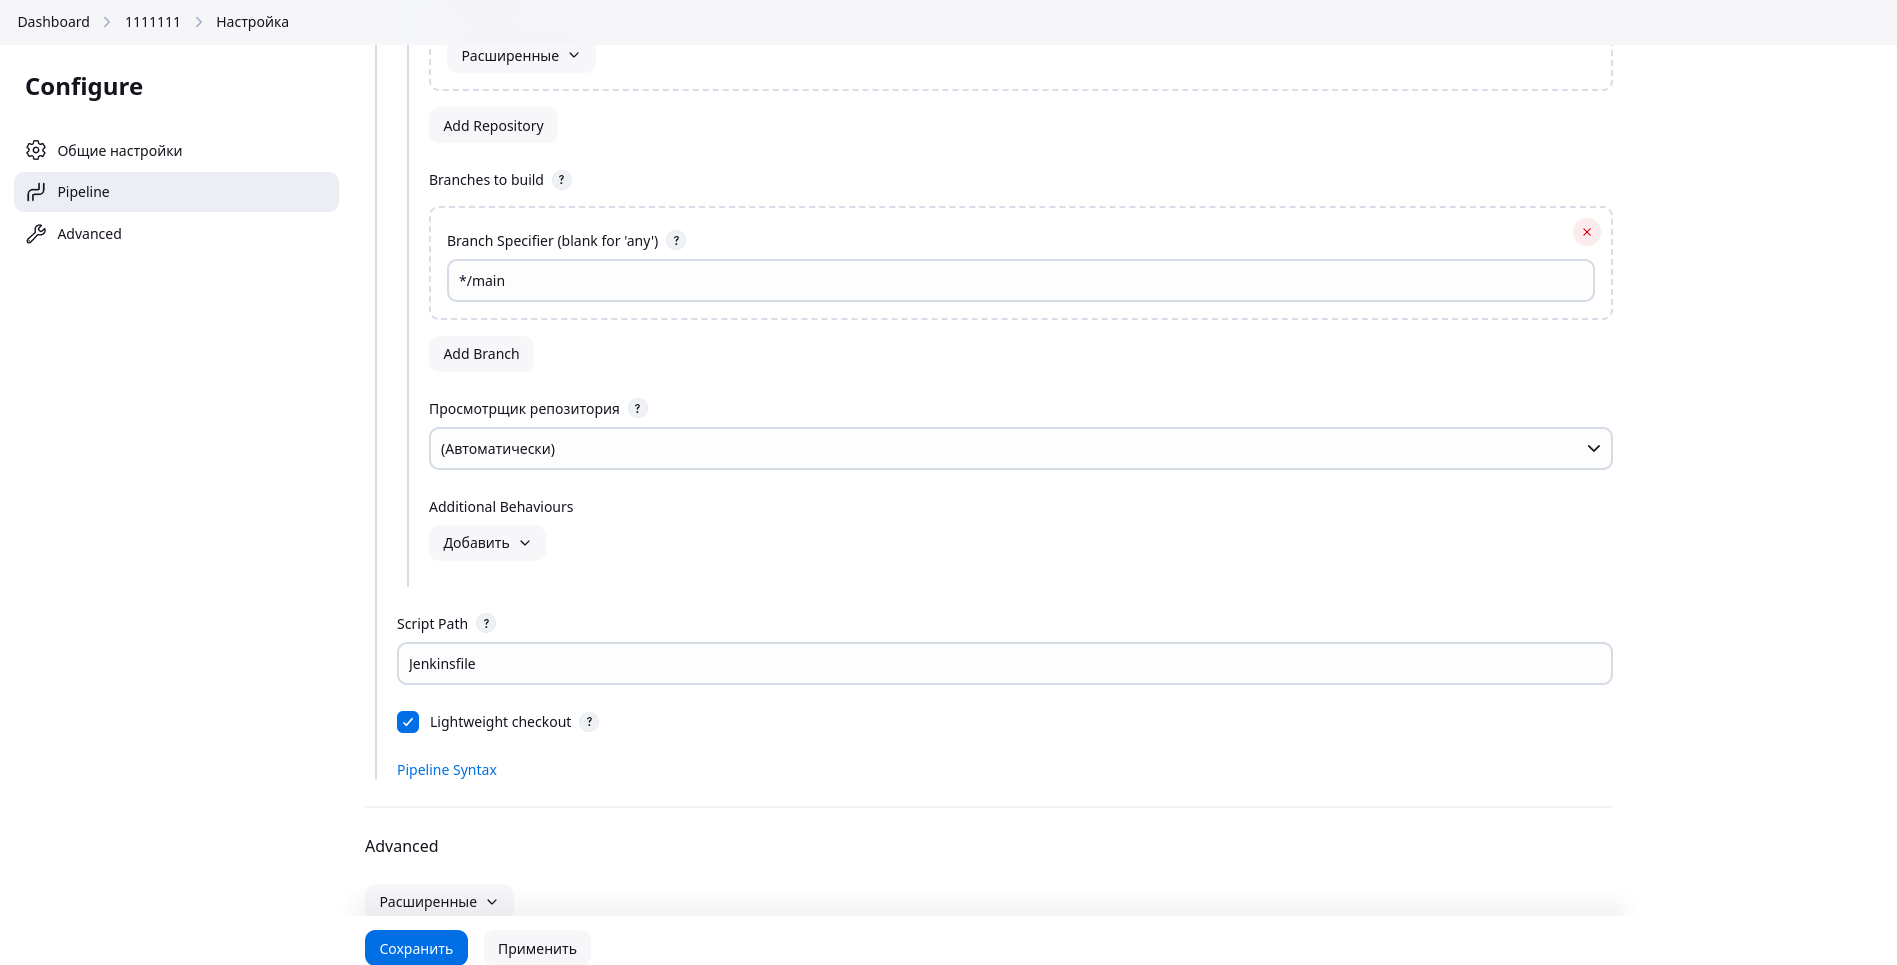 Dashboard > 1111111 > Настройка
Configure
Общие настройки
Pipeline
Advanced
Расширенные
Add Repository
Branches to build ?
Branch Specifier (blank for 'any') ?
*/main
Add Branch
Просмотрщик репозитория ?
(Автоматически)
Additional Behaviours
Добавить
Script Path ?
Jenkinsfile
Lightweight checkout ?
Pipeline Syntax
Advanced
Расширенные
Сохранить Применить